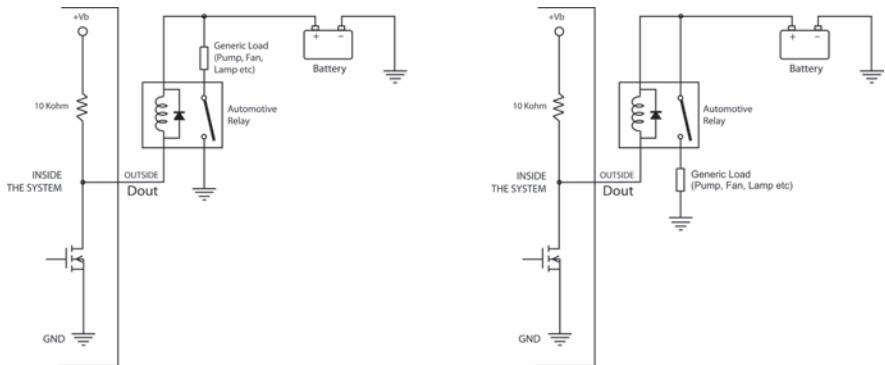 +Vb
10 Kohm
INSIDE
THE SYSTEM
OUTSIDE
Dout
GND
Generic Load
(Pump, Fan,
Lamp etc)
Automotive
Relay
+ −
Battery
+Vb
10 Kohm
INSIDE
THE SYSTEM
OUTSIDE
Dout
GND
Automotive
Relay
Generic Load
(Pump, Fan, Lamp etc)
+ −
Battery